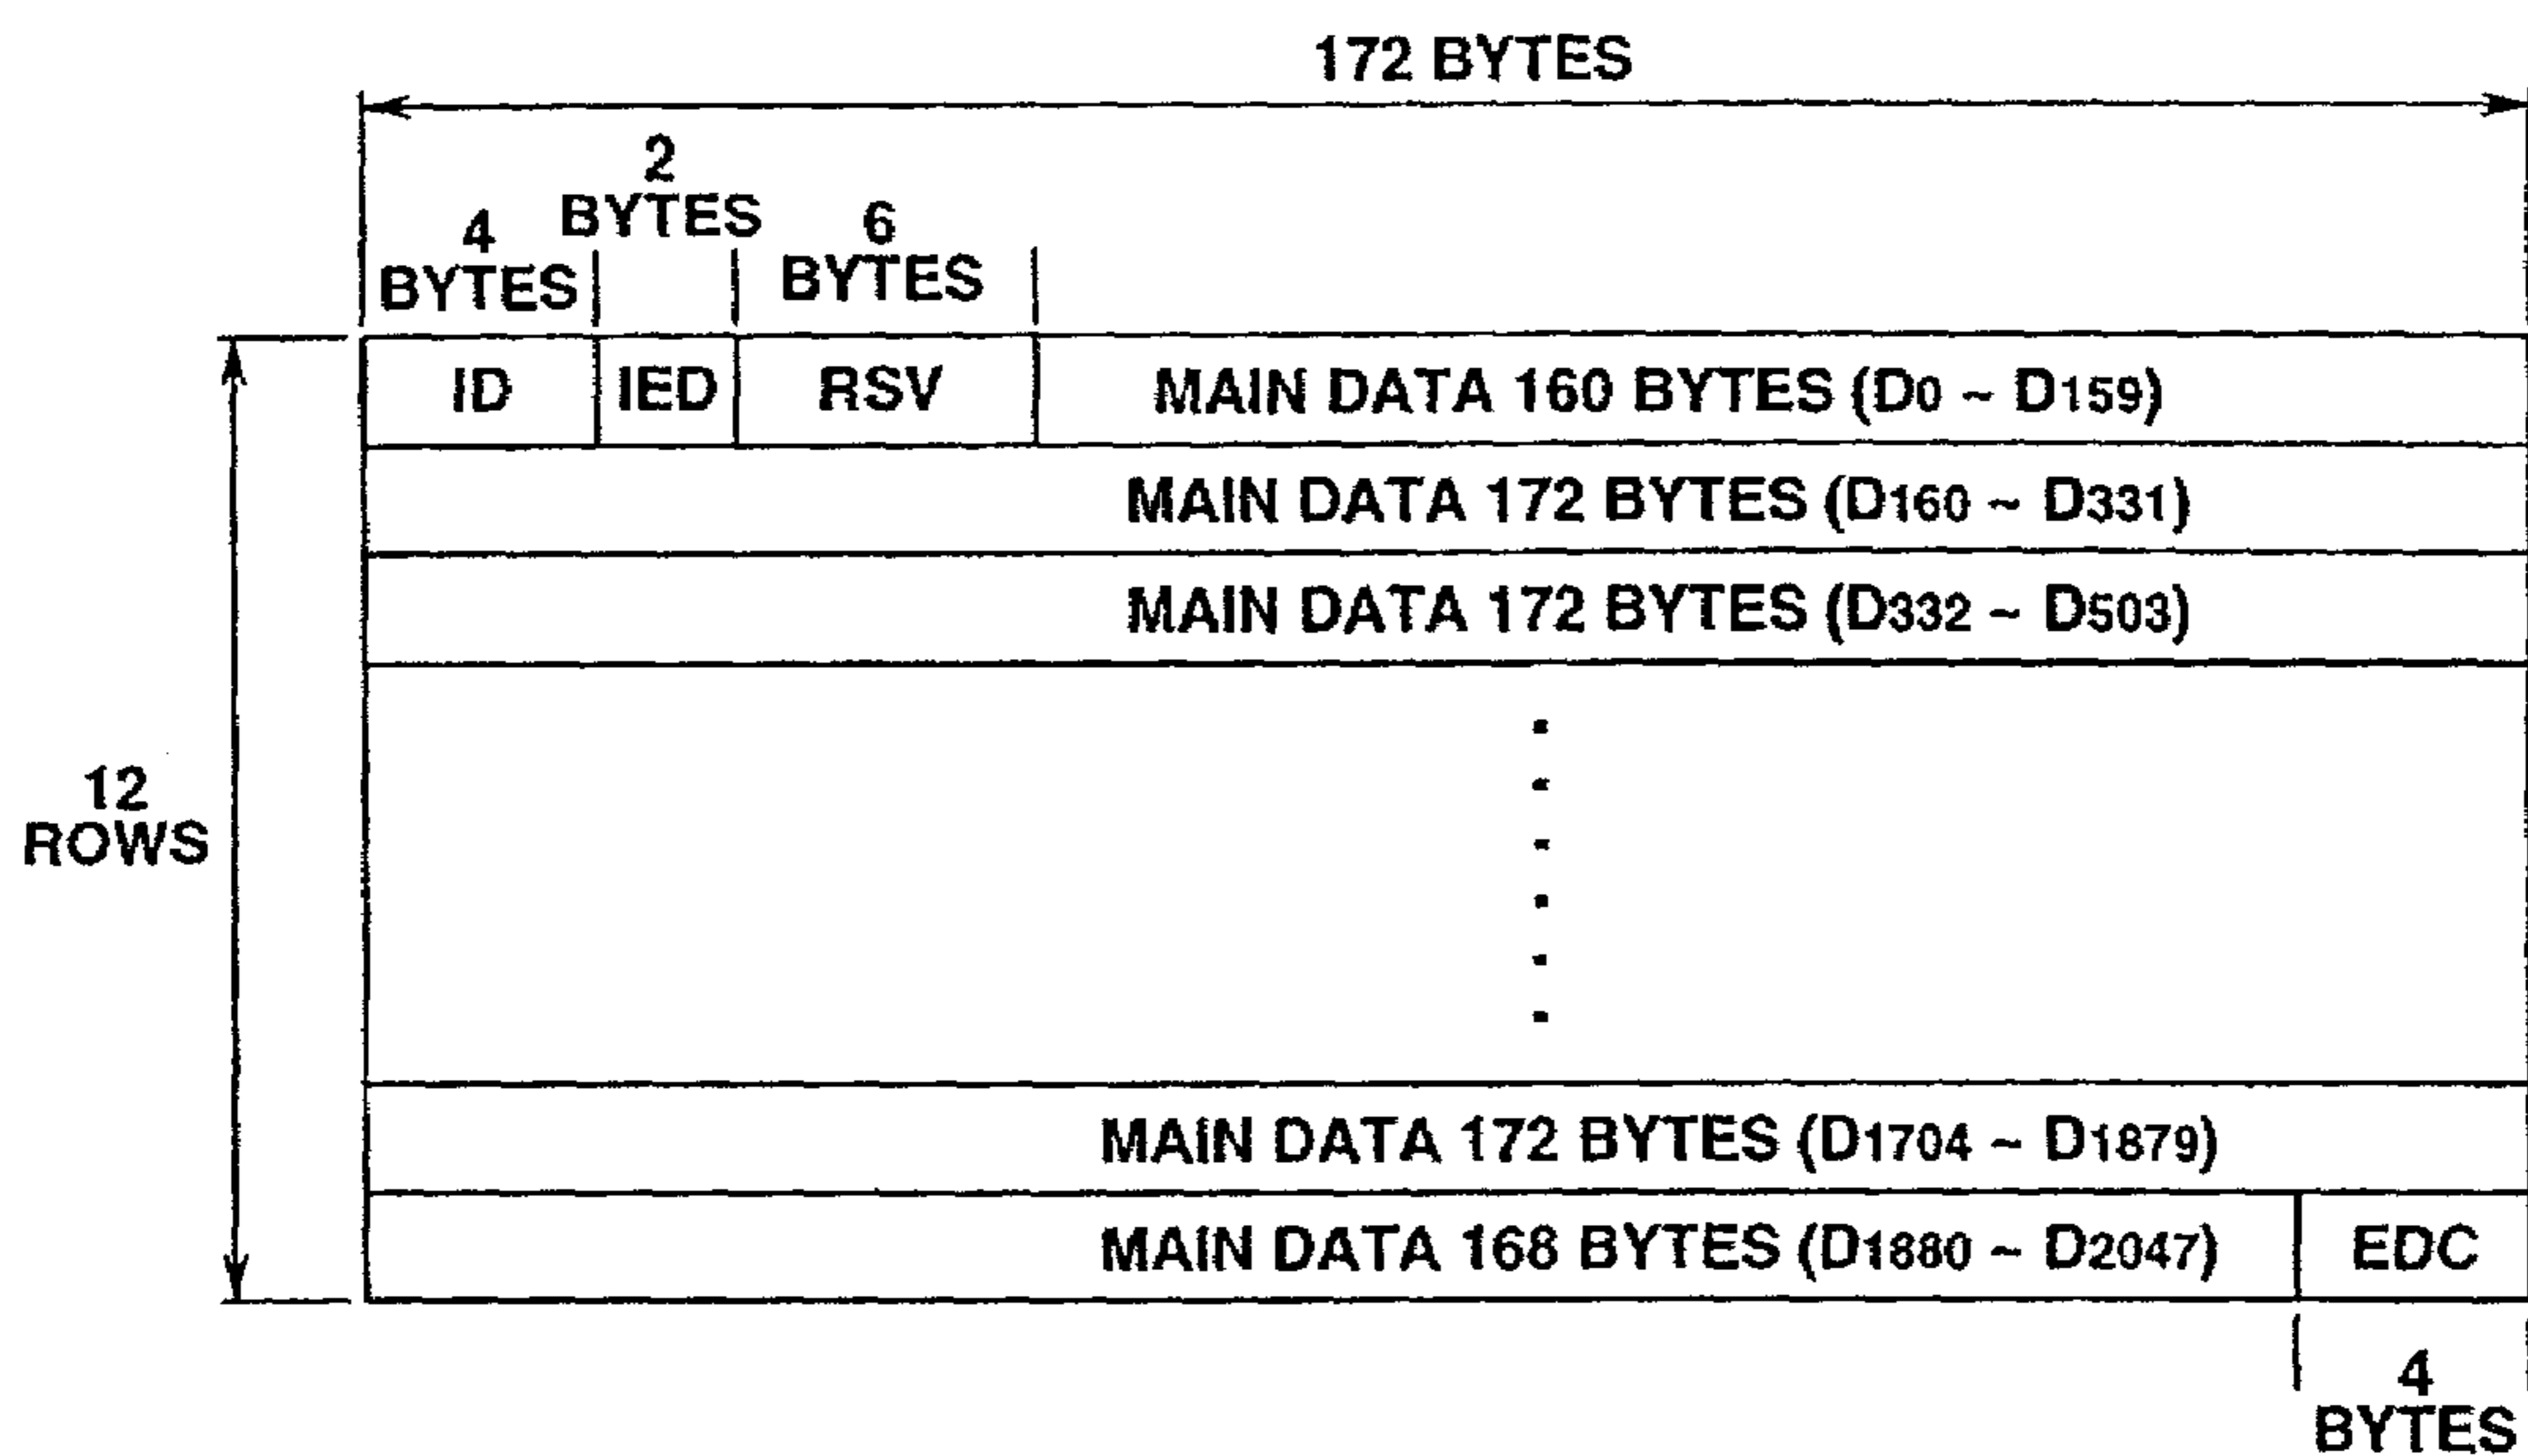 172 BYTES
2
BYTES
4
BYTES
6
BYTES
ID
IED
RSV
MAIN DATA 160 BYTES (D0 ~ D159)
MAIN DATA 172 BYTES (D160 ~ D331)
MAIN DATA 172 BYTES (D332 ~ D503)
12
ROWS
MAIN DATA 172 BYTES (D1704 ~ D1879)
MAIN DATA 168 BYTES (D1880 ~ D2047)
EDC
4
BYTES